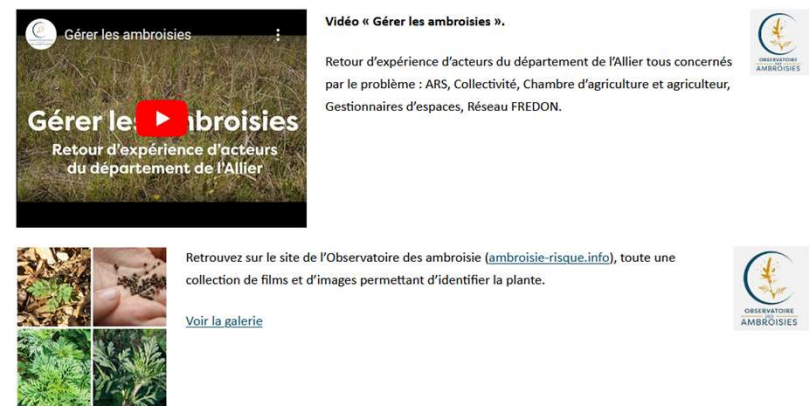 Gérer les ambroisies
Gérer les ambroisies
Retour d'expérience d'acteurs
du département de l'Allier
Vidéo « Gérer les ambroisies ».
Retour d'expérience d'acteurs du département de l'Allier tous concernés
par le problème : ARS, Collectivité, Chambre d'agriculture et agriculteur,
Gestionnaires d'espaces, Réseau FREDON.
OBSERVATOIRE
DES
AMBROISIES
Retrouvez sur le site de l'Observatoire des ambroisie (ambroisie-risque.info), toute une
collection de films et d'images permettant d'identifier la plante.
Voir la galerie
OBSERVATOIRE
DES
AMBROISIES